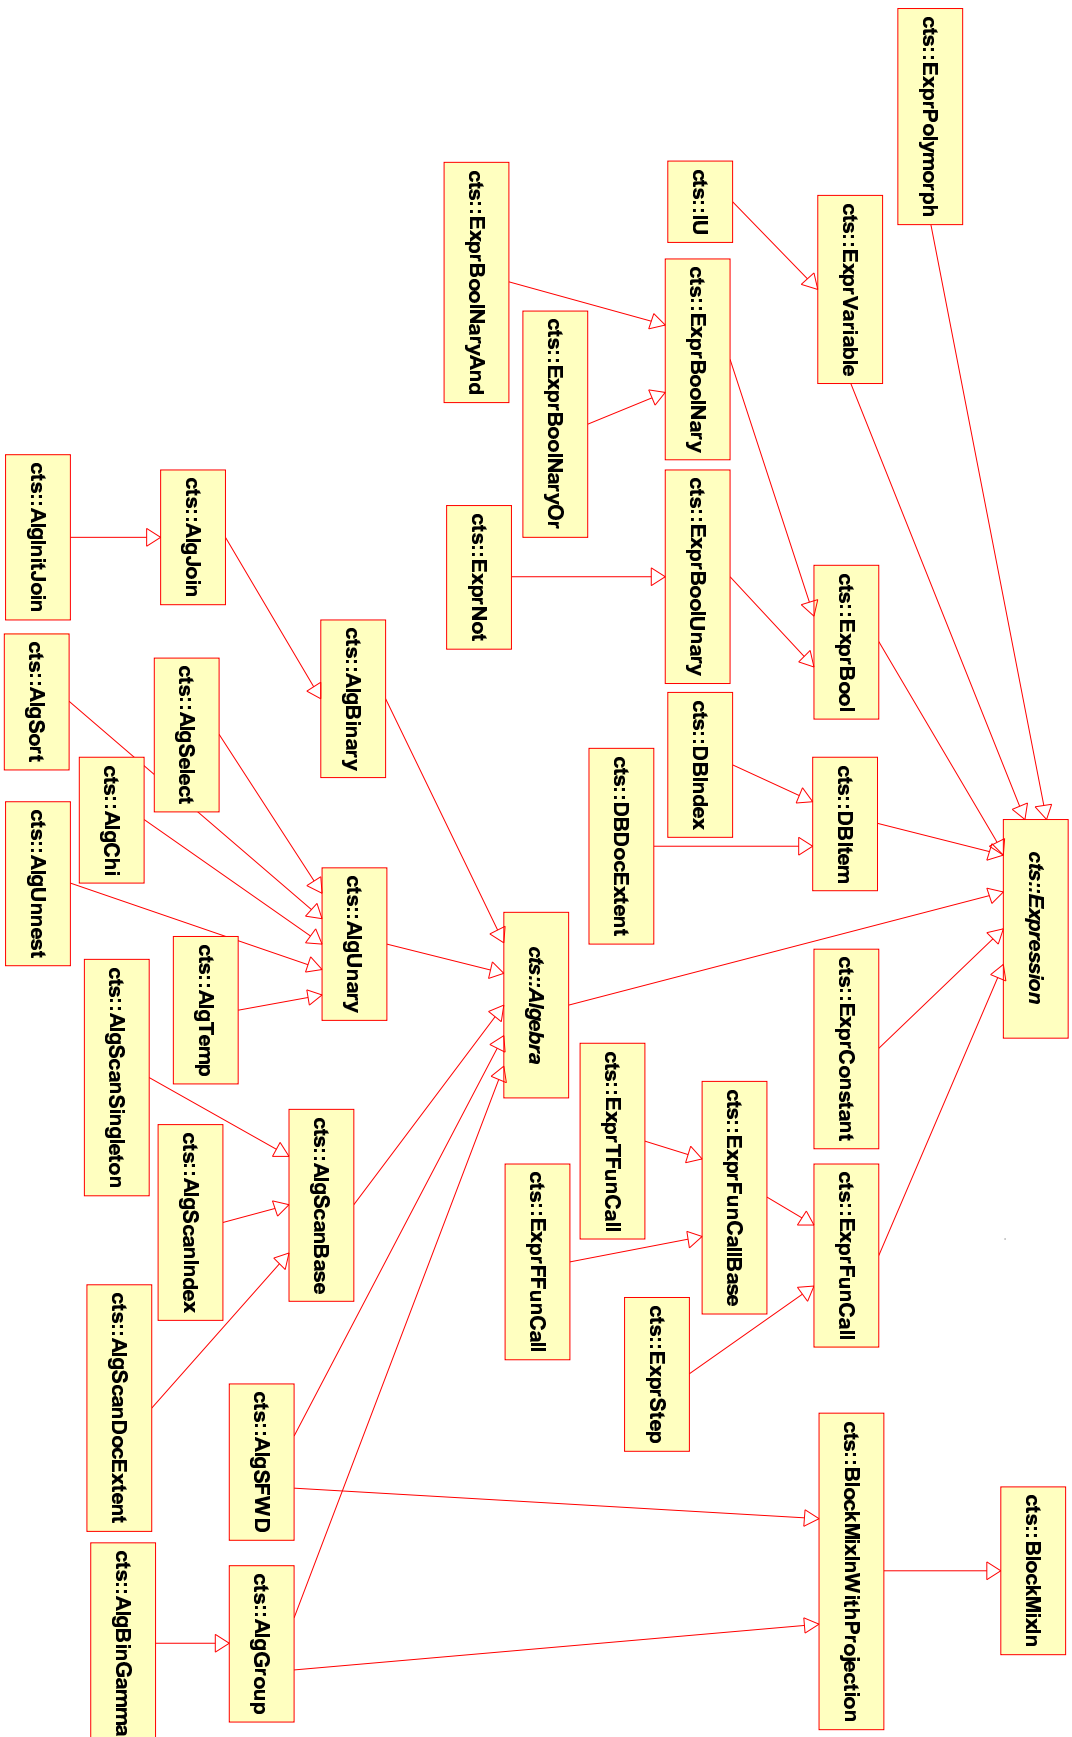 cts::Expression
cts::BlockMixIn
cts::ExprPolymorph
cts::ExprVariable
cts::ExprBool
cts::DBItem
cts::ExprConstant
cts::ExprFunCall
cts::BlockMixInWithProjection
cts::IU
cts::ExprBoolNary
cts::ExprBoolUnary
cts::DBIndex
cts::DBDocExtent
cts::ExprFunCallBase
cts::ExprStep
cts::ExprTFunCall
cts::ExprFFunCall
cts::ExprBoolNaryOr
cts::ExprBoolNaryAnd
cts::ExprNot
cts::Algebra
cts::AlgBinary
cts::AlgUnary
cts::AlgScanBase
cts::AlgSFWD
cts::AlgGroup
cts::AlgJoin
cts::AlgSelect
cts::AlgTemp
cts::AlgScanIndex
cts::AlgChi
cts::AlgScanSingleton
cts::AlgScanDocExtent
cts::AlgBinGamma
cts::AlgInitJoin
cts::AlgSort
cts::AlgUnnest